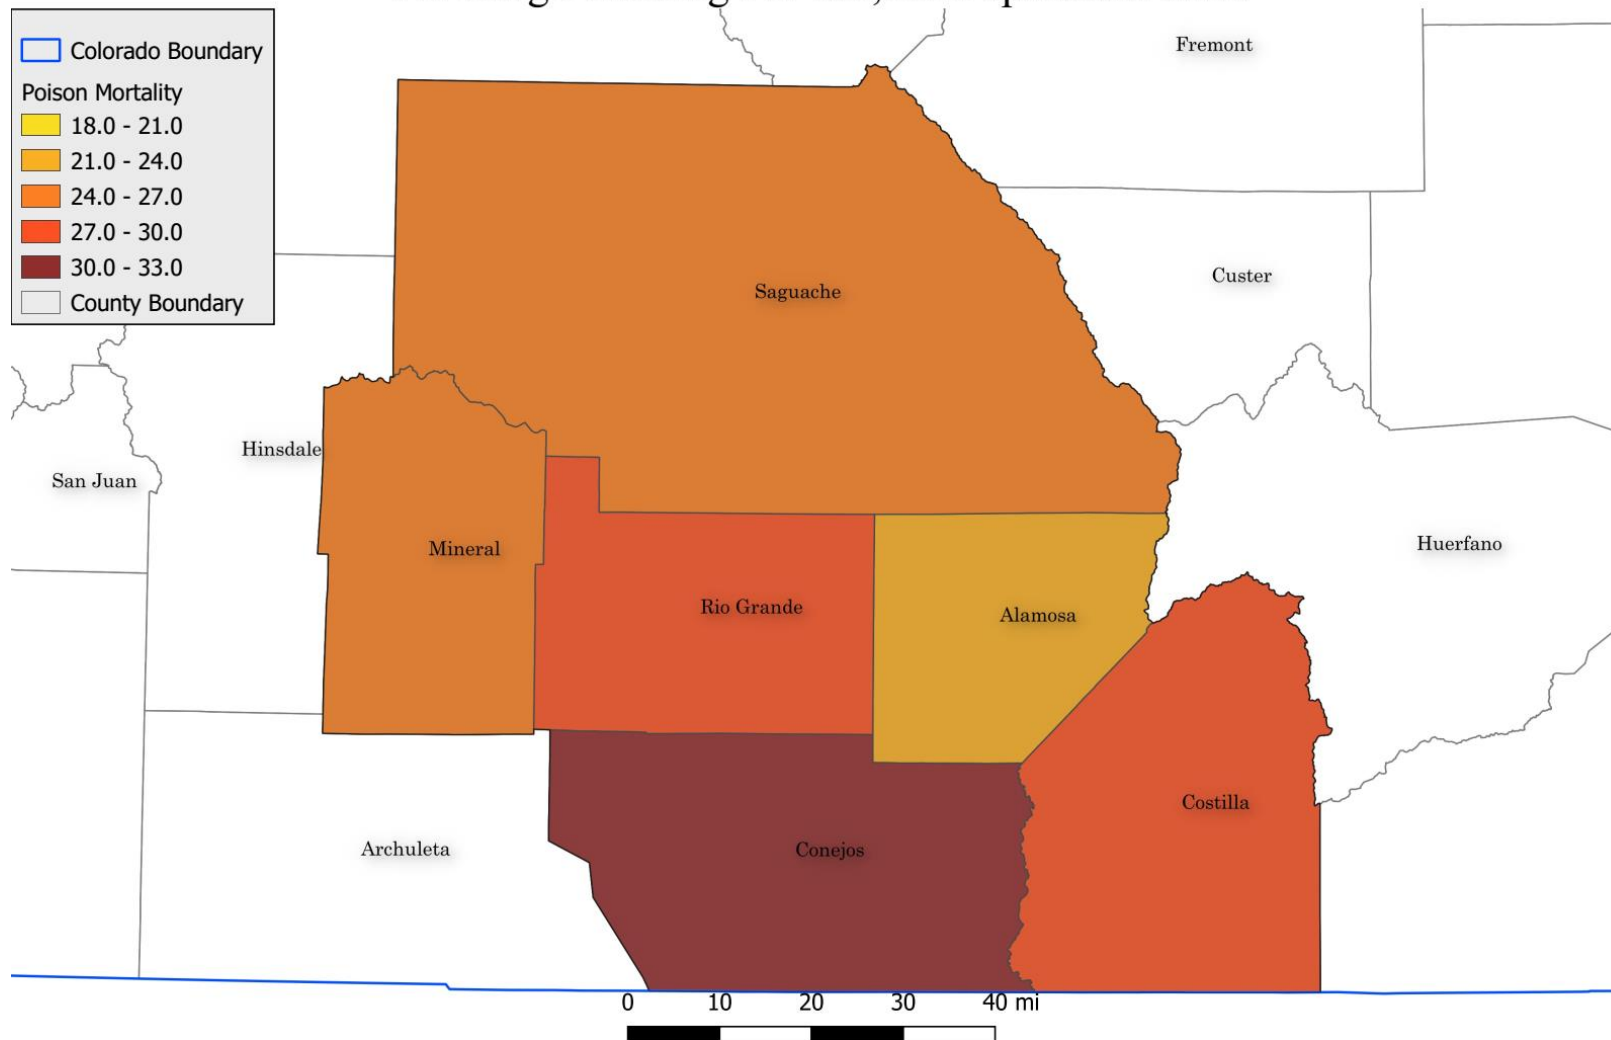 Colorado Boundary
Poison Mortality
18.0 - 21.0
21.0 - 24.0
24.0 - 27.0
27.0 - 30.0
30.0 - 33.0
County Boundary
Fremont
Custer
Saguache
Hinsdale
San Juan
Mineral
Huerfano
Rio Grande
Alamosa
Costilla
Archuleta
Conejos
0 10 20 30 40 mi